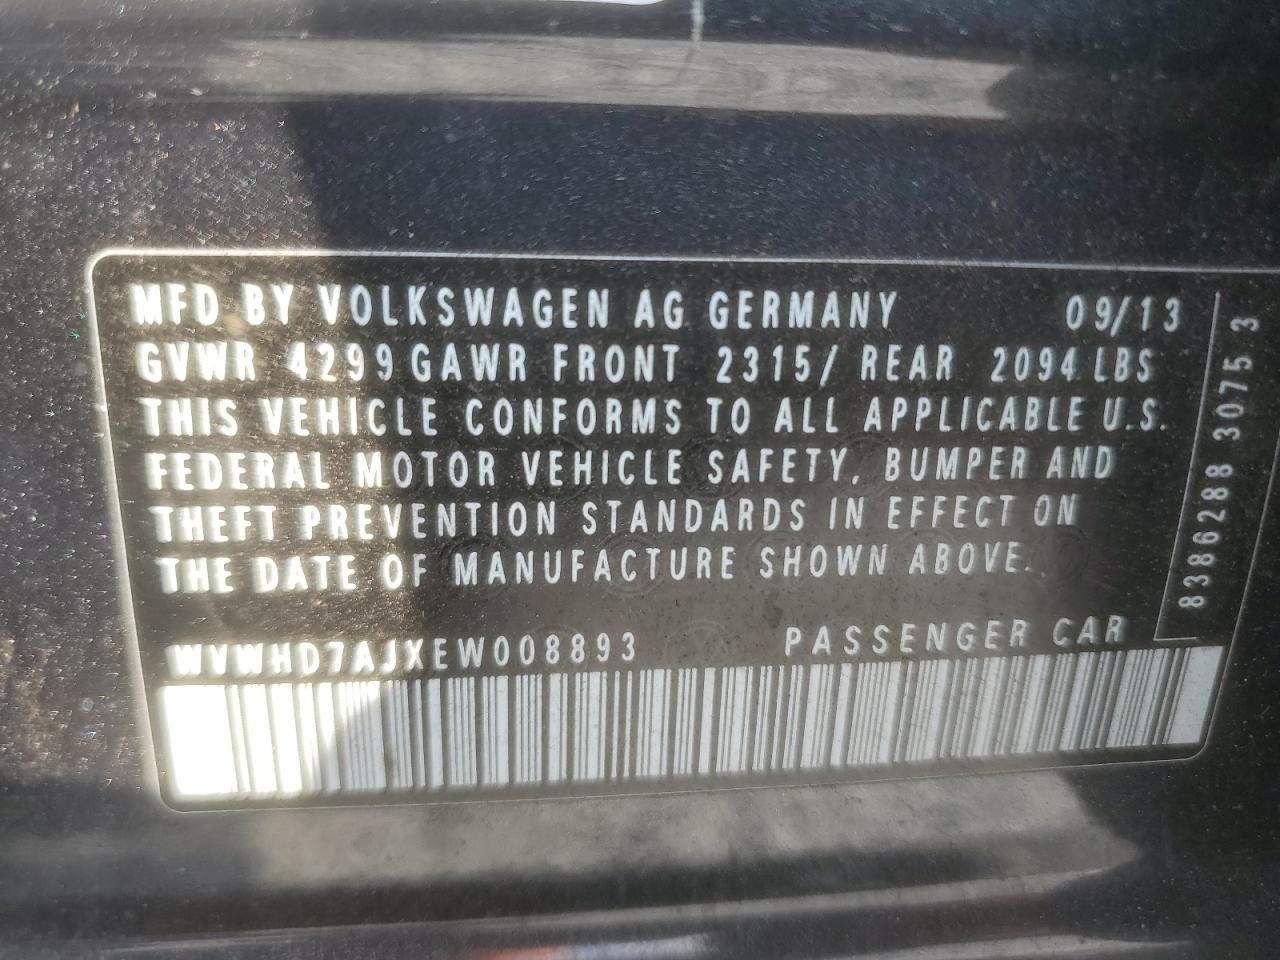 MFD BY VOLKSWAGEN AG GERMANY 09/13
GVWR 4299 GAWR FRONT 2315/ REAR 2094 LBS
THIS VEHICLE CONFORMS TO ALL APPLICABLE U.S.
FEDERAL MOTOR VEHICLE SAFETY, BUMPER AND
THEFT PREVENTION STANDARDS IN EFFECT ON
THE DATE OF MANUFACTURE SHOWN ABOVE.
WVWHD7AJXEW008893 PASSENGER CAR
8386288 3075 3